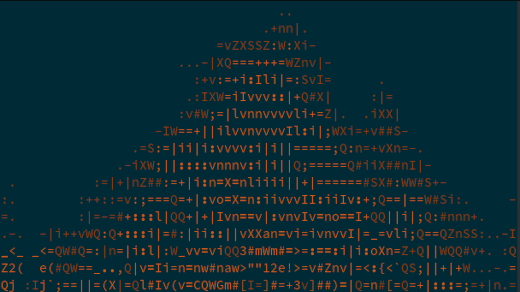 ..
.+nn|.
=vZXSSZ:W:Xi-
...-|XQ===+++=WZnv|-
:+v:=+i:Ili|=:SvI=      .
.:IXW=iIvvv::|+Q#X|     :|=
:v#W;=|lvnnvvvvli+=Z|.  .iXX|
-IW==+||ilvvnvvvvIl:i|;WXi=+v##S-
.=S:=|ii|i:vvvv:i|i||=====;Q:n=+vXn=-.
.-iXW;||::::vnnnv:i||Q;=====Q#iiX##nI|-
.          :=|+|nZ##:=+|i:n=X=nliiii||+|======#SX#:WW#S+-
:.      :++::=v:;===Q=+|:vo=X=n:iivvvII:iiIv:+;Q==|==W#Si:.    -
=.      :|=-=#+:::l|QQ+|+|Ivn==v|:vnvIv=no==I+QQ||i|;Q:#nnn+.
.-.  -|i++vWQ:Q+:::i|=#:|ii::||vXXan=vi=ivnvvI|=_=vli;Q==QZnSS:..-I
_<_ _<=QW#Q=:|n=|i:l|:W_vv=viQQ3#mWm#=>=:==:i|i:oXn=Z+Q||WQQ#v+. :Q
Z2(  e(#QW==_..,Q|v=Ii=n=nw#naw>""12e!>=v#Znv|=<:{<`QS;||+|+W...-.=
Qj :Ij`;==||=(X|=Ql#Iv(v=CQWGm#[I=]#=+3v]##)=|Q=n#[=Q=+|:::=;=+|n.=